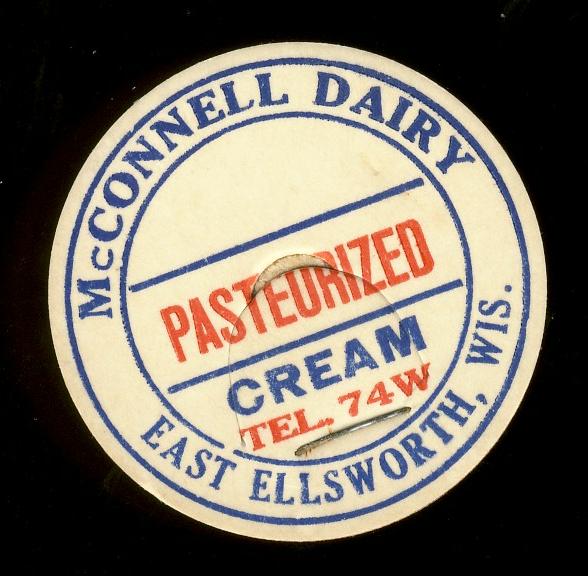 McCONNELL DAIRY
PASTEURIZED
CREAM
TEL. 74W
EAST ELLSWORTH, WIS.